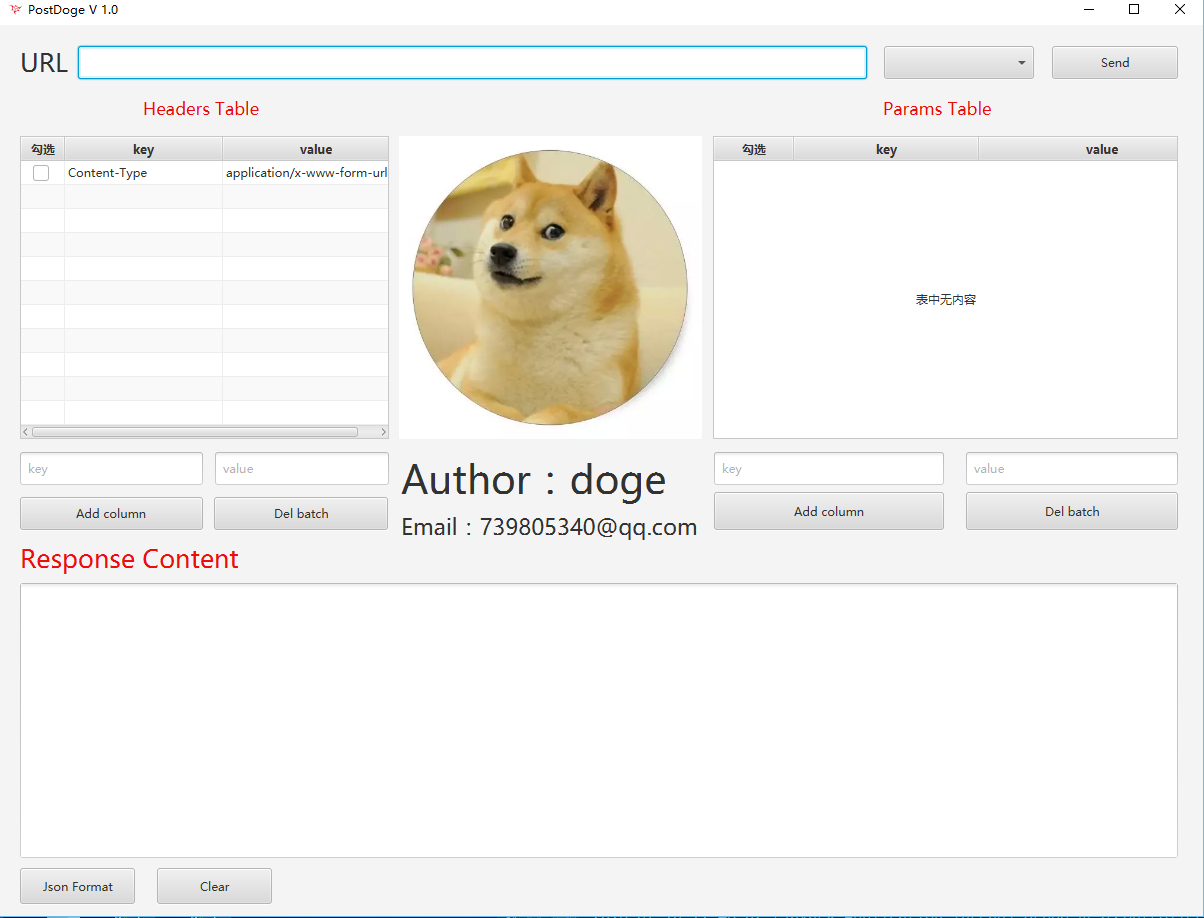 PostDoge V 1.0
URL
Send
Headers Table
Params Table
勾选 key value
勾选 key value
Content-Type application/x-www-form-url
表中无内容
key value
key value
Add column Del batch
Add column Del batch
Author：doge
Email：739805340@qq.com
Response Content
Json Format Clear